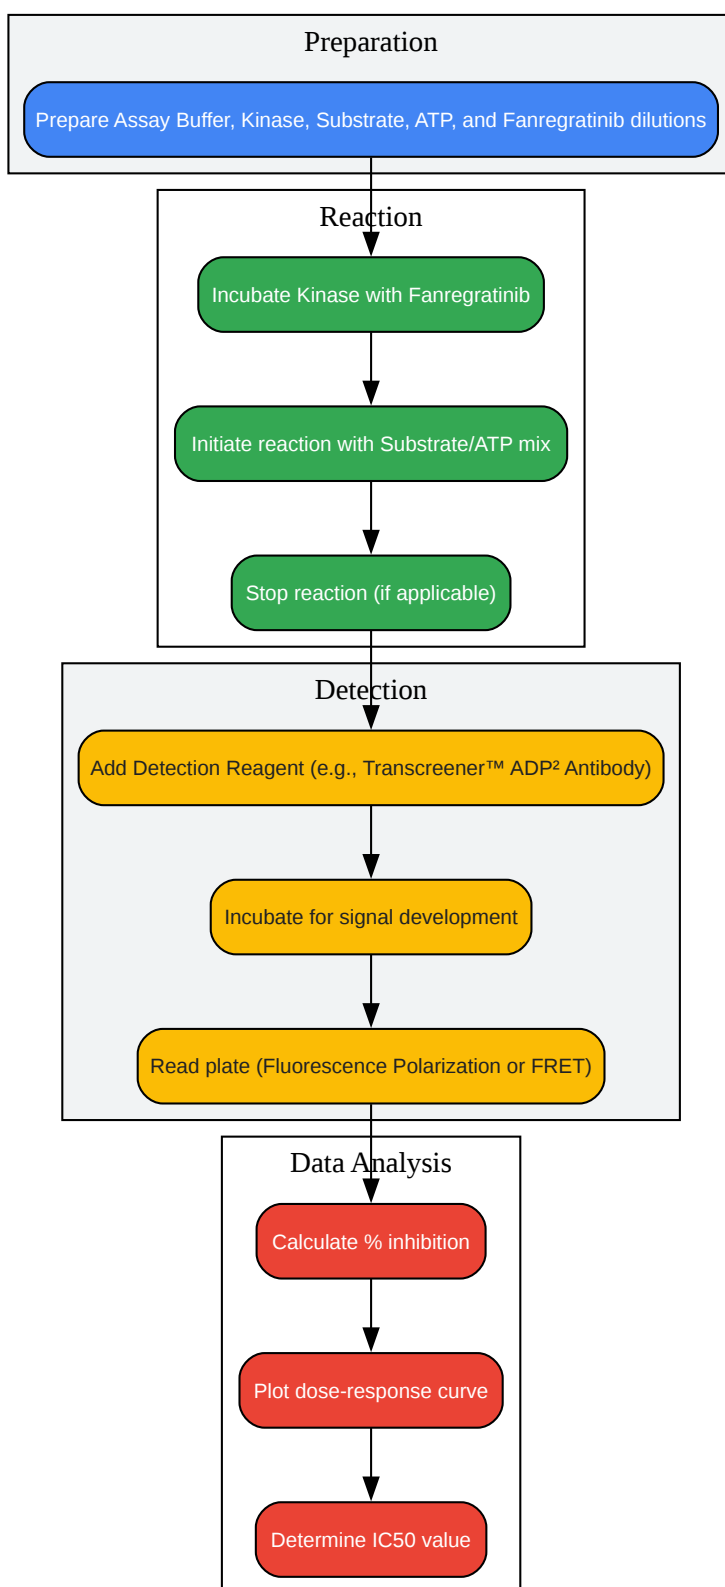 Preparation
Prepare Assay Buffer, Kinase, Substrate, ATP, and Fanregratinib dilutions
Reaction
Incubate Kinase with Fanregratinib
Initiate reaction with Substrate/ATP mix
Stop reaction (if applicable)
Detection
Add Detection Reagent (e.g., Transcreener™ ADP² Antibody)
Incubate for signal development
Read plate (Fluorescence Polarization or FRET)
Data Analysis
Calculate % inhibition
Plot dose-response curve
Determine IC50 value